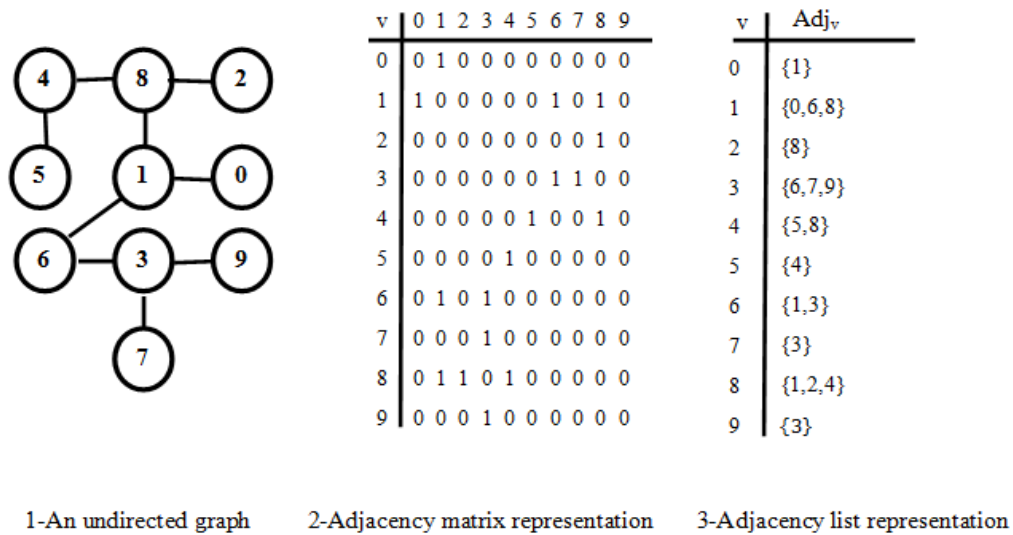 4 8 2
5 1 0
6 3 9
7
v 0 1 2 3 4 5 6 7 8 9
0 0 1 0 0 0 0 0 0 0 0
1 1 0 0 0 0 0 1 0 1 0
2 0 0 0 0 0 0 0 0 1 0
3 0 0 0 0 0 0 1 1 0 0
4 0 0 0 0 0 1 0 0 1 0
5 0 0 0 0 1 0 0 0 0 0
6 0 1 0 1 0 0 0 0 0 0
7 0 0 0 1 0 0 0 0 0 0
8 0 1 1 0 1 0 0 0 0 0
9 0 0 0 1 0 0 0 0 0 0
v Adjᵥ
0 {1}
1 {0,6,8}
2 {8}
3 {6,7,9}
4 {5,8}
5 {4}
6 {1,3}
7 {3}
8 {1,2,4}
9 {3}
1-An undirected graph
2-Adjacency matrix representation
3-Adjacency list representation